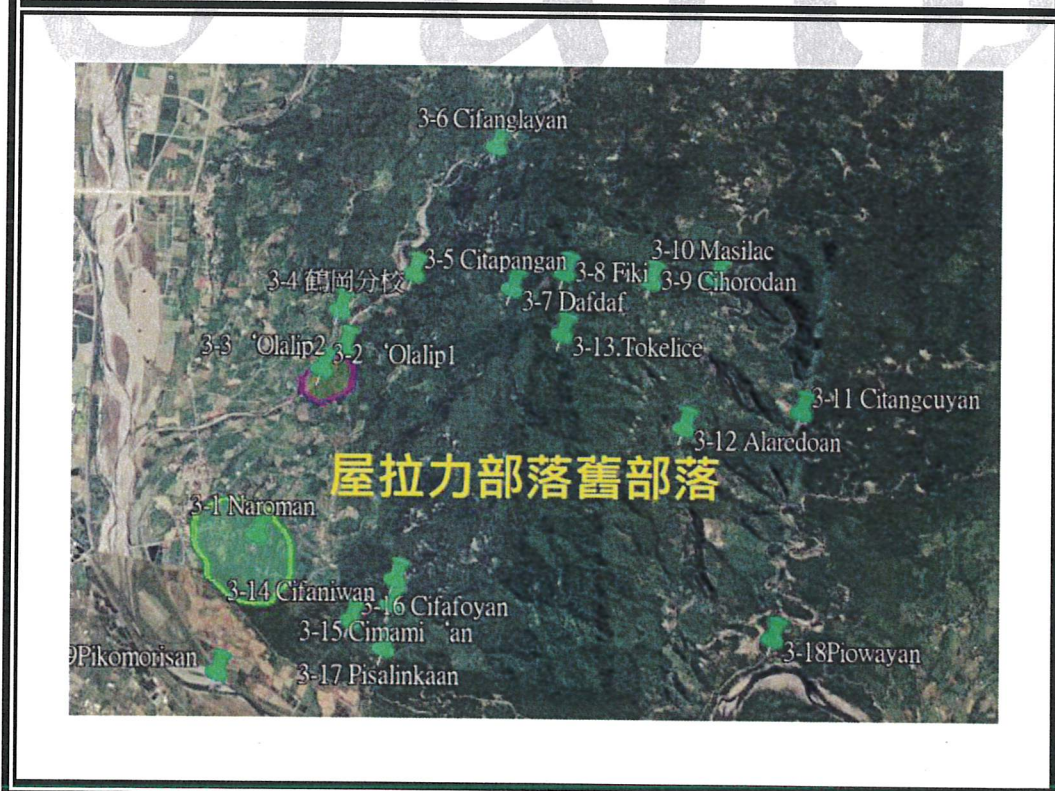 3-6 Cifanglayan
3-10 Masilac
3-5 Citapangan
3-8 Fiki
3-9 Cihorodan
3-4 鶴岡分校
3-7 Dafdaf
3-3 ‘Olalip2
3-2 ‘Olalip1
3-13.Tokelice
3-11 Citangcuyan
3-12 Alaredoan
屋拉力部落舊部落
3-1 Naroman
3-14 Cifaniwan
3-16 Cifafoyan
3-15 Cimami ‘an
9Pikomorisan
3-17 Pisalinkaan
3-18Piowayan